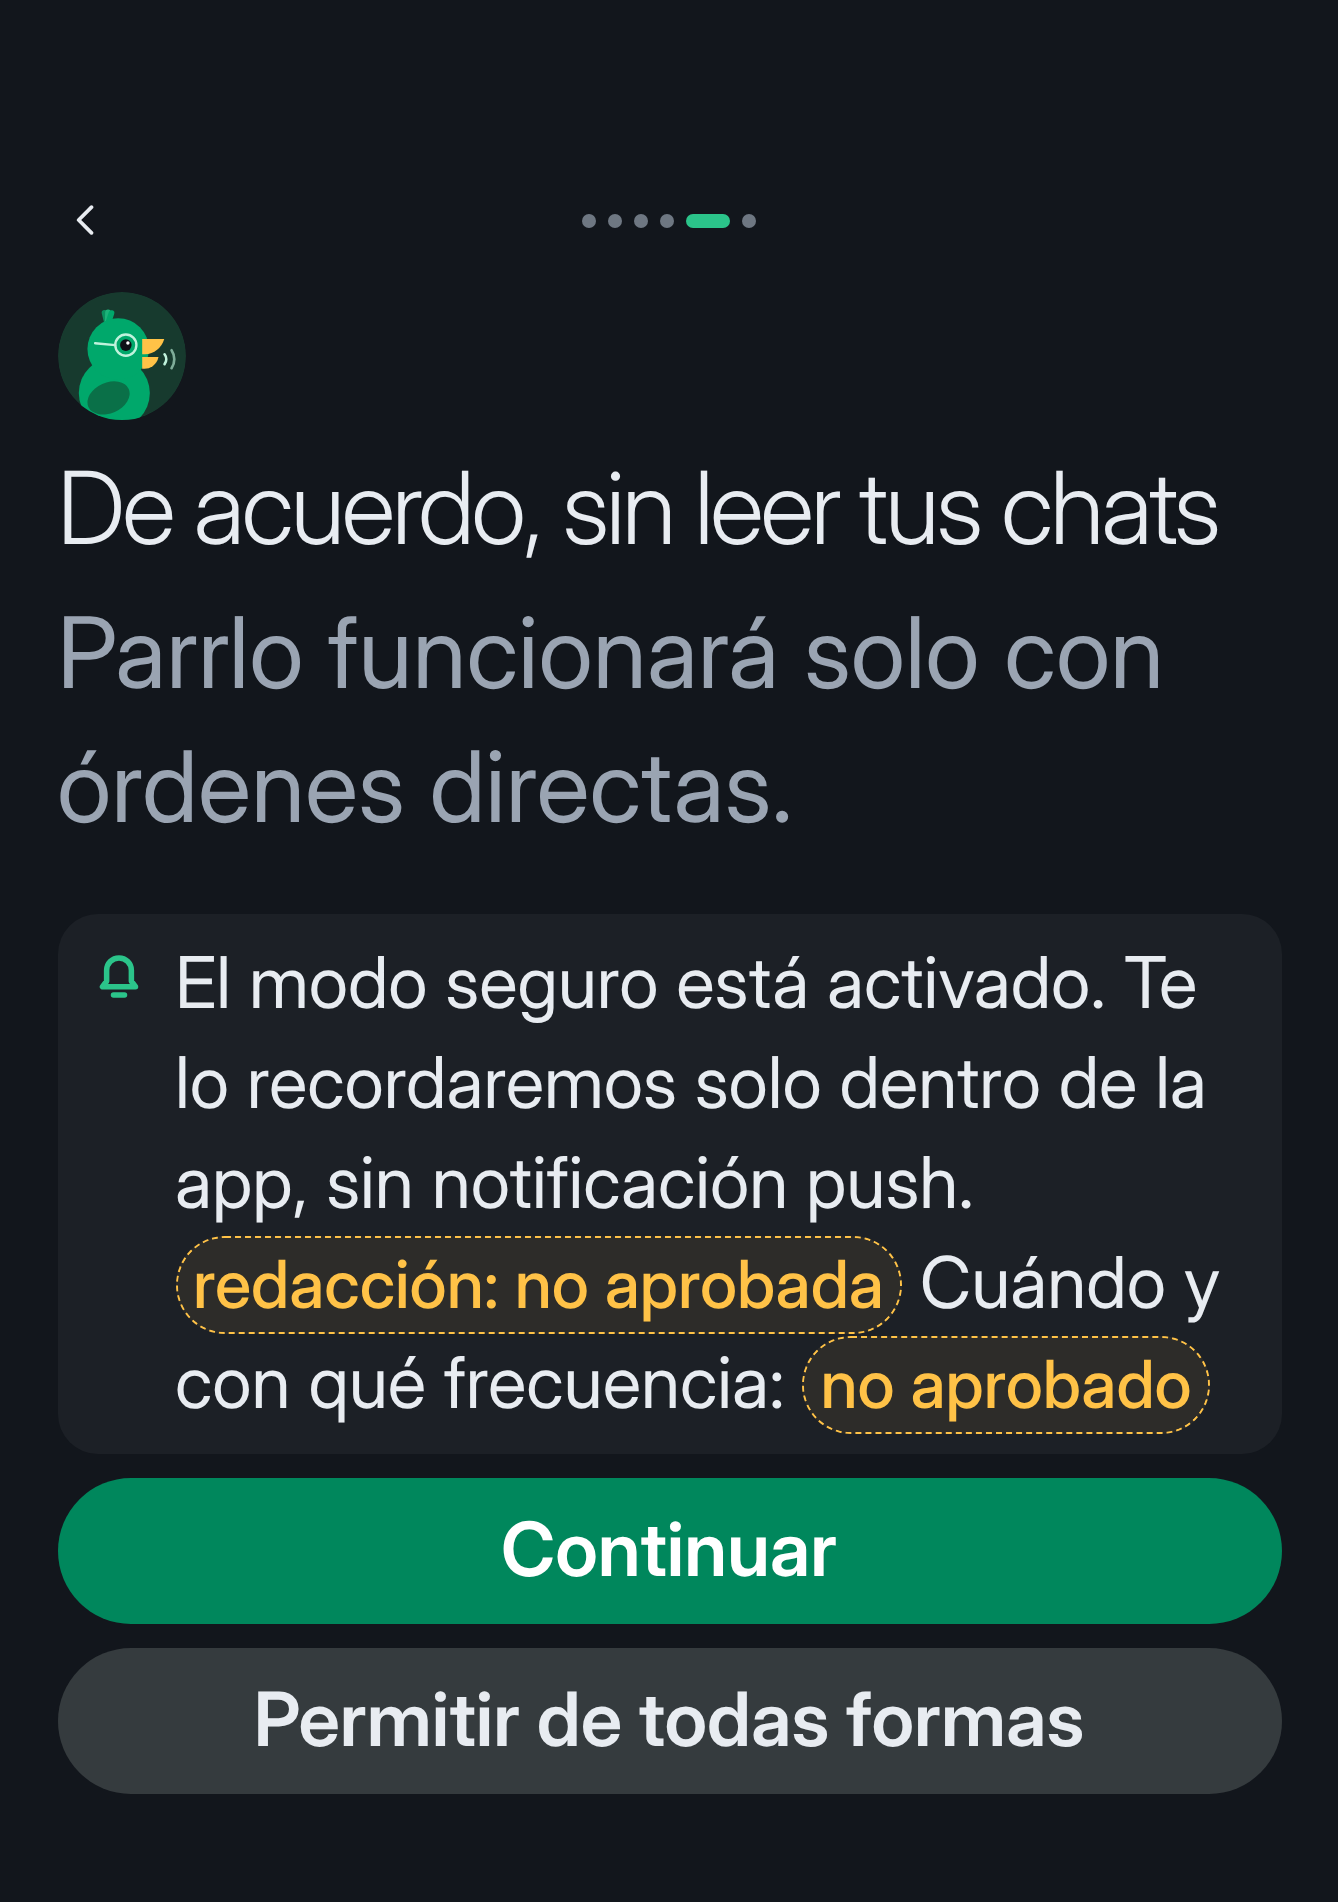 De acuerdo, sin leer tus chats
Parrlo funcionará solo con
órdenes directas.
El modo seguro está activado. Te
lo recordaremos solo dentro de la
app, sin notificación push.
redacción: no aprobada Cuándo y
con qué frecuencia: no aprobado
Continuar
Permitir de todas formas